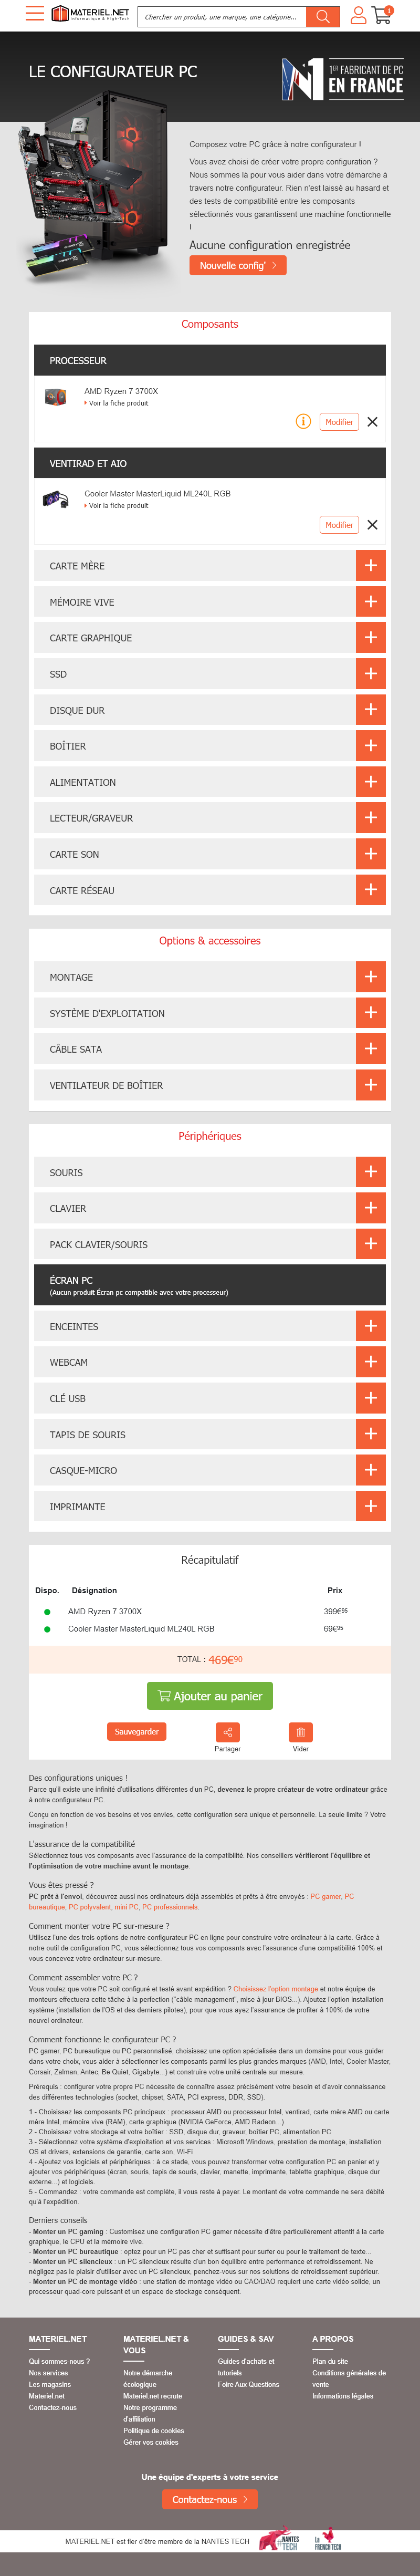 MATERIEL.NET
Informatique & High-Tech
Chercher un produit, une marque, une catégorie...
1
LE CONFIGURATEUR PC
N1
1ER FABRICANT DE PC
EN FRANCE
Composez votre PC grâce à notre configurateur !
Vous avez choisi de créer votre propre configuration ?
Nous sommes là pour vous aider dans votre démarche à
travers notre configurateur. Rien n'est laissé au hasard et
des tests de compatibilité entre les composants
sélectionnés vous garantissent une machine fonctionnelle
!
Aucune configuration enregistrée
Nouvelle config'
Composants
PROCESSEUR
AMD Ryzen 7 3700X
Voir la fiche produit
Modifier
VENTIRAD ET AIO
Cooler Master MasterLiquid ML240L RGB
Voir la fiche produit
Modifier
CARTE MÈRE
MÉMOIRE VIVE
CARTE GRAPHIQUE
SSD
DISQUE DUR
BOÎTIER
ALIMENTATION
LECTEUR/GRAVEUR
CARTE SON
CARTE RÉSEAU
Options & accessoires
MONTAGE
SYSTÈME D'EXPLOITATION
CÂBLE SATA
VENTILATEUR DE BOÎTIER
Périphériques
SOURIS
CLAVIER
PACK CLAVIER/SOURIS
ÉCRAN PC
(Aucun produit Écran pc compatible avec votre processeur)
ENCEINTES
WEBCAM
CLÉ USB
TAPIS DE SOURIS
CASQUE-MICRO
IMPRIMANTE
Récapitulatif
Dispo. Désignation Prix
AMD Ryzen 7 3700X 399€95
Cooler Master MasterLiquid ML240L RGB 69€95
TOTAL : 469€90
Ajouter au panier
Sauvegarder
Partager
Vider
Des configurations uniques !
Parce qu'il existe une infinité d'utilisations différentes d'un PC, devenez le propre créateur de votre ordinateur grâce
à notre configurateur PC.
Conçu en fonction de vos besoins et vos envies, cette configuration sera unique et personnelle. La seule limite ? Votre
imagination !
L'assurance de la compatibilité
Sélectionnez tous vos composants avec l'assurance de la compatibilité. Nos conseillers vérifieront l'équilibre et
l'optimisation de votre machine avant le montage.
Vous êtes pressé ?
PC prêt à l'envoi, découvrez aussi nos ordinateurs déjà assemblés et prêts à être envoyés : PC gamer, PC
bureautique, PC polyvalent, mini PC, PC professionnels.
Comment monter votre PC sur-mesure ?
Utilisez l'une des trois options de notre configurateur PC en ligne pour construire votre ordinateur à la carte. Grâce à
notre outil de configuration PC, vous sélectionnez tous vos composants avec l'assurance d'une compatibilité 100% et
vous concevez votre ordinateur sur-mesure.
Comment assembler votre PC ?
Vous voulez que votre PC soit configuré et testé avant expédition ? Choisissez l'option montage et notre équipe de
monteurs effectuera cette tâche à la perfection ("câble management", mise à jour BIOS...). Ajoutez l'option installation
système (installation de l'OS et des derniers pilotes), pour que vous ayez l'assurance de profiter à 100% de votre
nouvel ordinateur.
Comment fonctionne le configurateur PC ?
PC gamer, PC bureautique ou PC personnalisé, choisissez une option spécialisée dans un domaine pour vous guider
dans votre choix, vous aider à sélectionner les composants parmi les plus grandes marques (AMD, Intel, Cooler Master,
Corsair, Zalman, Antec, Be Quiet, Gigabyte...) et construire votre unité centrale sur mesure.
Prérequis : configurer votre propre PC nécessite de connaître assez précisément votre besoin et d'avoir connaissance
des différentes technologies (socket, chipset, SATA, PCI express, DDR, SSD).
1 - Choisissez les composants PC principaux : processeur AMD ou processeur Intel, ventirad, carte mère AMD ou carte
mère Intel, mémoire vive (RAM), carte graphique (NVIDIA GeForce, AMD Radeon...)
2 - Choisissez votre stockage et votre boîtier : SSD, disque dur, graveur, boîtier PC, alimentation PC
3 - Sélectionnez votre système d'exploitation et vos services : Microsoft Windows, prestation de montage, installation
OS et drivers, extensions de garantie, carte son, Wi-Fi
4 - Ajoutez vos logiciels et périphériques : à ce stade, vous pouvez transformer votre configuration PC en panier et y
ajouter vos périphériques (écran, souris, tapis de souris, clavier, manette, imprimante, tablette graphique, disque dur
externe...) et logiciels.
5 - Commandez : votre commande est complète, il vous reste à payer. Le montant de votre commande ne sera débité
qu'à l'expédition.
Derniers conseils
- Monter un PC gaming : Customisez une configuration PC gamer nécessite d'être particulièrement attentif à la carte
graphique, le CPU et la mémoire vive.
- Monter un PC bureautique : optez pour un PC pas cher et suffisant pour surfer ou pour le traitement de texte...
- Monter un PC silencieux : un PC silencieux résulte d'un bon équilibre entre performance et refroidissement. Ne
négligez pas le plaisir d'utiliser avec un PC silencieux, penchez-vous sur nos solutions de refroidissement supérieur.
- Monter un PC de montage vidéo : une station de montage vidéo ou CAO/DAO requiert une carte vidéo solide, un
processeur quad-core puissant et un espace de stockage conséquent.
MATERIEL.NET
Qui sommes-nous ?
Nos services
Les magasins
Materiel.net
Contactez-nous
MATERIEL.NET &
VOUS
Notre démarche
écologique
Materiel.net recrute
Notre programme
d'affiliation
Politique de cookies
Gérer vos cookies
GUIDES & SAV
Guides d'achats et
tutoriels
Foire Aux Questions
A PROPOS
Plan du site
Conditions générales de
vente
Informations légales
Une équipe d'experts à votre service
Contactez-nous
MATERIEL.NET est fier d'être membre de la NANTES TECH
NANTES
TECH
La
FRENCH TECH